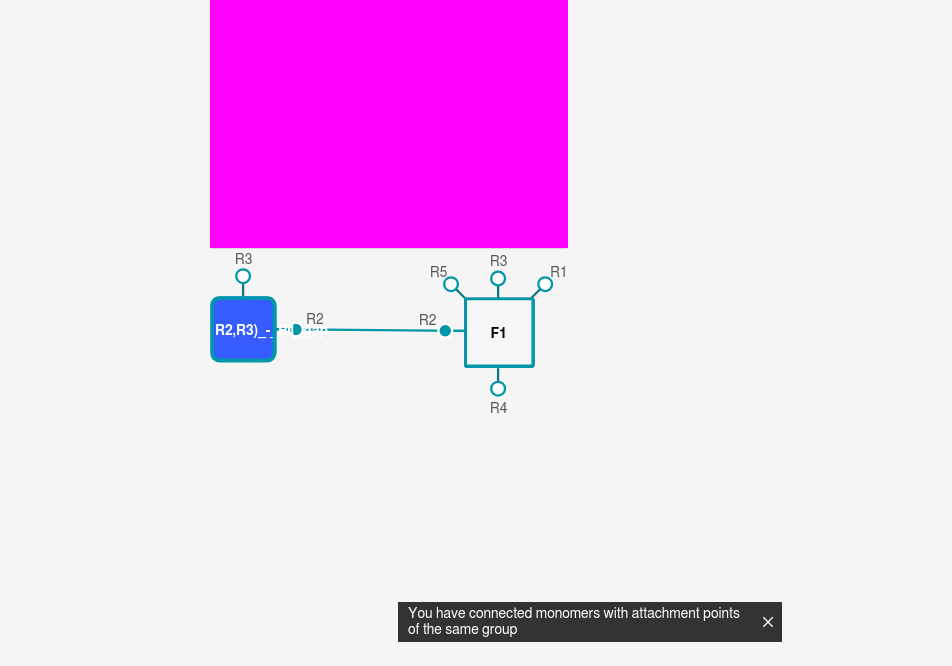 R3
R5 R3 R1
R2,R3)_-_ R2 R2 F1
R4
You have connected monomers with attachment points
of the same group